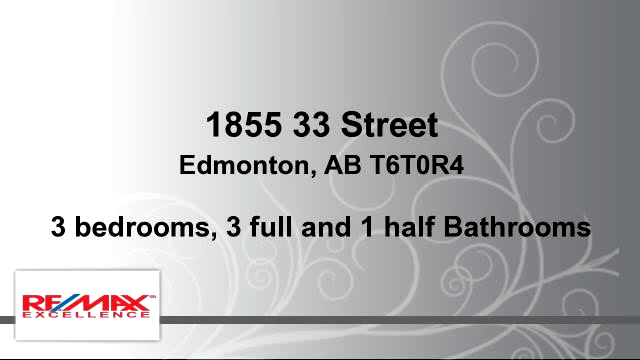 1855 33 Street
Edmonton, AB T6T0R4
3 bedrooms, 3 full and 1 half Bathrooms
RE/MAX
EXCELLENCE